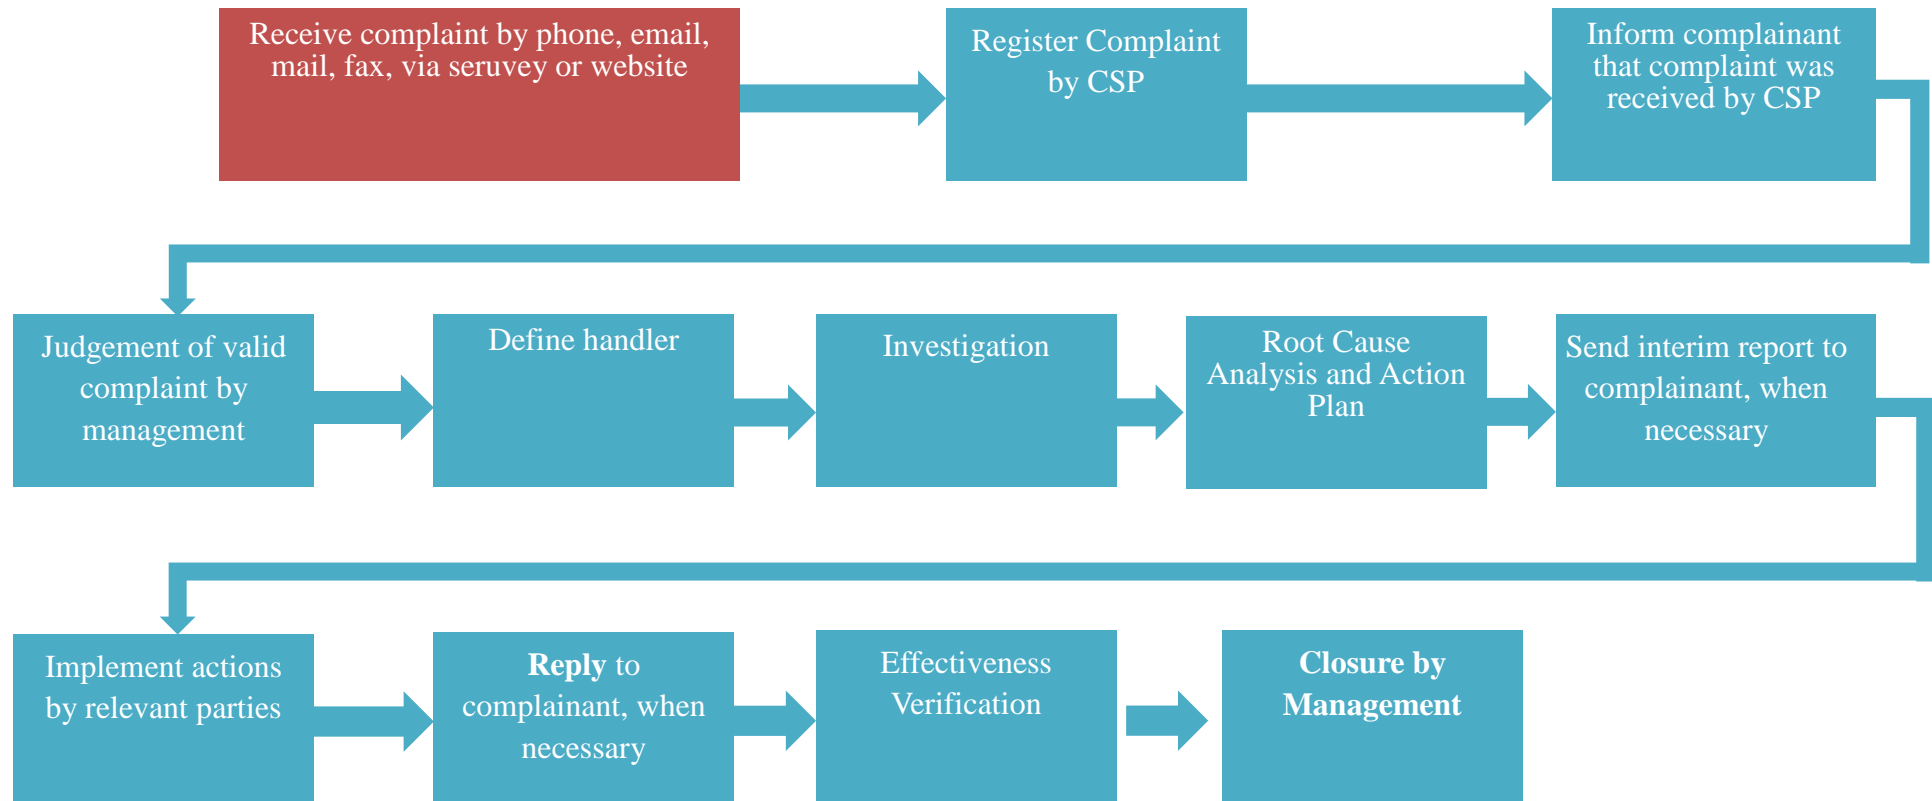 Receive complaint by phone, email,
mail, fax, via seruvey or website
Register Complaint
by CSP
Inform complainant
that complaint was
received by CSP
Judgement of valid
complaint by
management
Define handler
Investigation
Root Cause
Analysis and Action
Plan
Send interim report to
complainant, when
necessary
Implement actions
by relevant parties
Reply to
complainant, when
necessary
Effectiveness
Verification
Closure by
Management